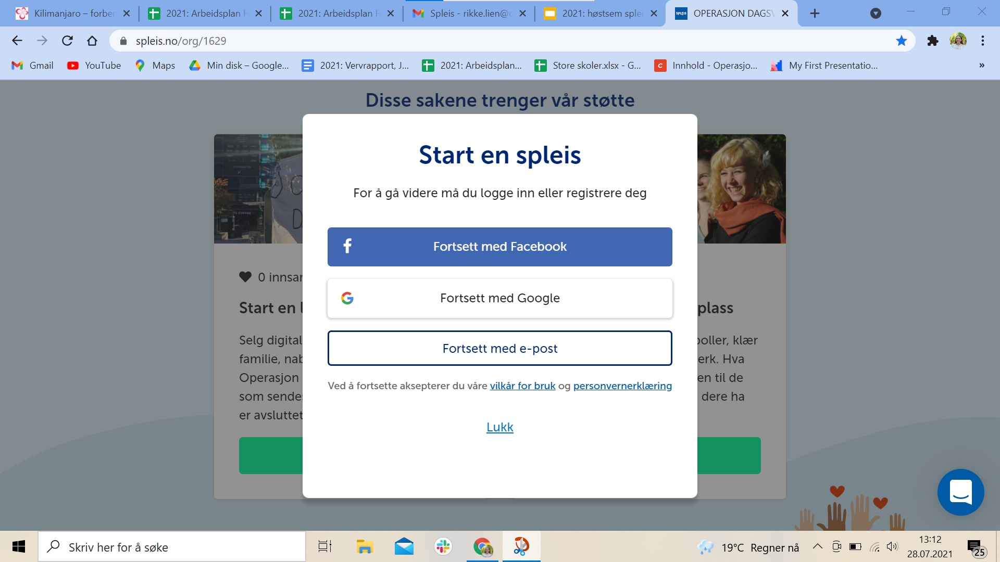 Kilimanjaro – forber
2021: Arbeidsplan H
2021: Arbeidsplan H
Spleis - rikke.lien@o
2021: høstsem splei
SPLEIS
OPERASJON DAGSV
spleis.no/org/1629
Gmail
YouTube
Maps
Min disk – Google...
2021: Vervrapport, J...
2021: Arbeidsplan...
Store skoler.xlsx - G...
C
Innhold - Operasjo...
My First Presentatio...
»
Disse sakene trenger vår støtte
Start en spleis
For å gå videre må du logge inn eller registrere deg
Fortsett med Facebook
Fortsett med Google
Fortsett med e-post
Ved å fortsette aksepterer du våre vilkår for bruk og personvernerklæring
Lukk
0 innsan
Start en l
Selg digital
familie, nab
Operasjon
som sendes
er avsluttet
plass
boller, klær
erk. Hva
en til de
dere ha
Skriv her for å søke
19°C Regner nå
13:12
28.07.2021
25